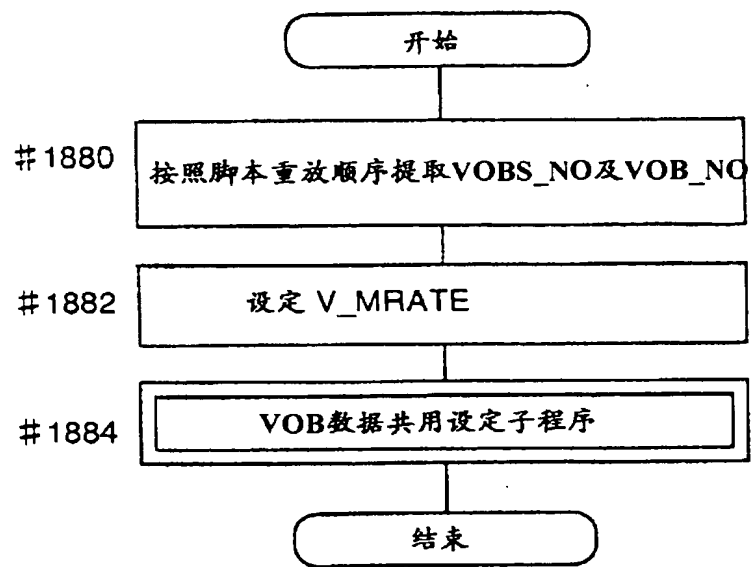 开始
#1880
按照脚本重放顺序提取VOBS_NO及VOB_NO
#1882
设定 V_MRATE
#1884
VOB数据共用设定子程序
结束